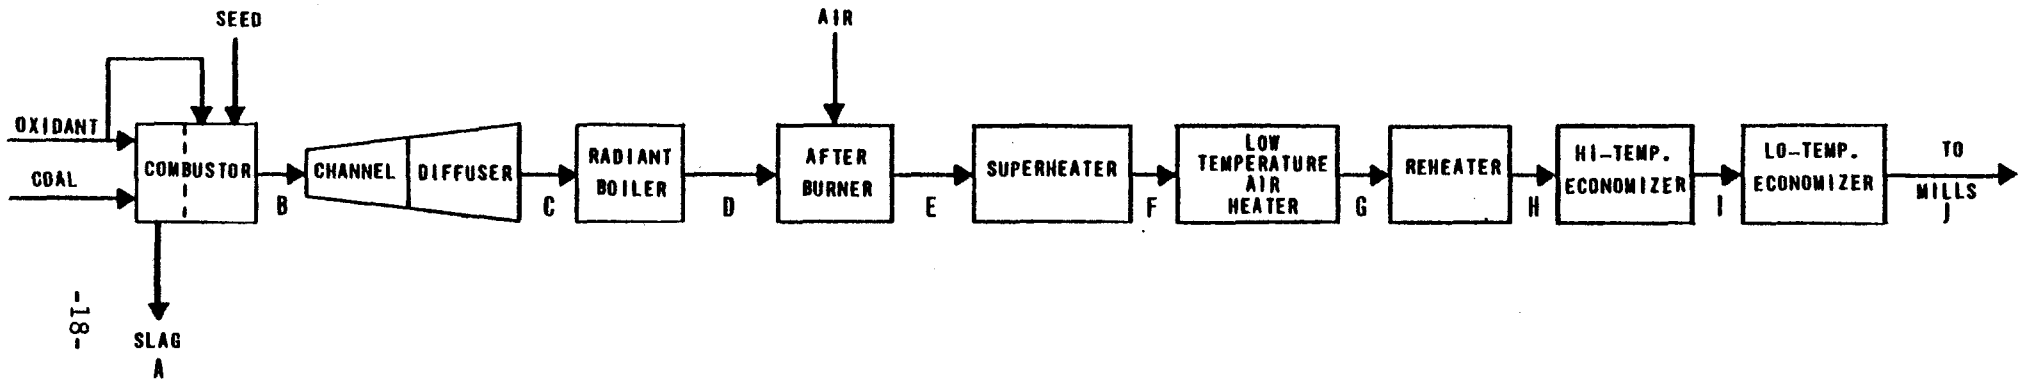 SEED
AIR
OXIDANT
COAL
COMBUSTOR
CHANNEL
DIFFUSER
RADIANT
BOILER
AFTER
BURNER
SUPERHEATER
LOW
TEMPERATURE
AIR
HEATER
REHEATER
HI-TEMP.
ECONOMIZER
LO-TEMP.
ECONOMIZER
TO
MILLS
B
C
D
E
F
G
H
I
J
SLAG
A
-18-